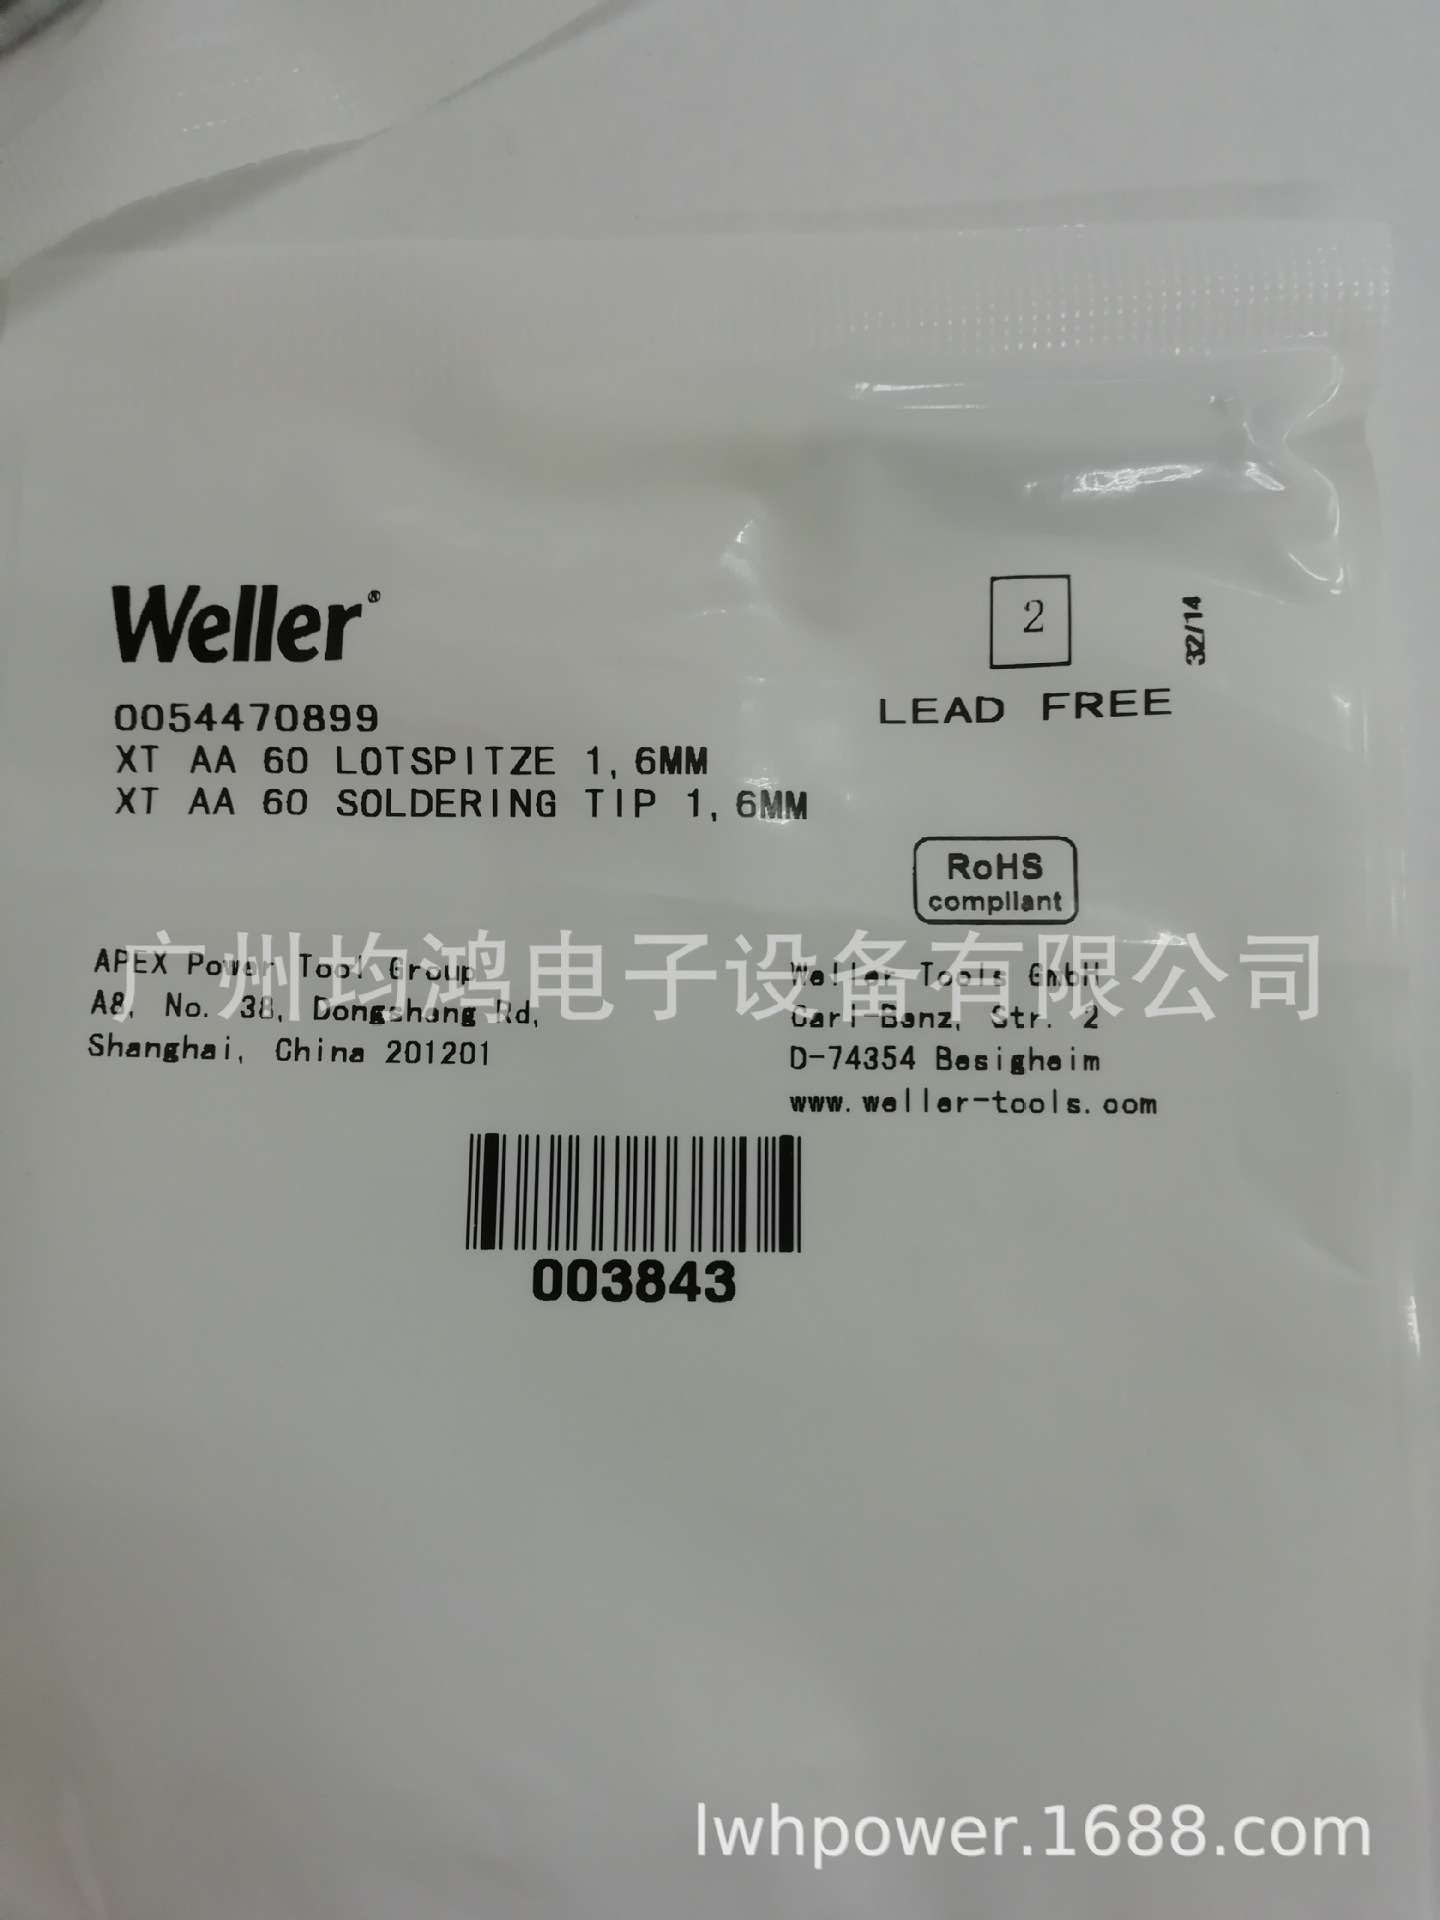 Weller®
2
32/14
LEAD FREE
0054470899
XT AA 60 LOTSPITZE 1,6MM
XT AA 60 SOLDERING TIP 1,6MM
RoHS
compliant
广州均鸿电子设备有限公司
APEX Power Tool Group
A8, No. 38, Dongshang Rd,
Shanghai, China 201201
Weller Tools GmbH
Carl-Benz, Str. 2
D-74354 Besigheim
www.weller-tools.com
003843
lwhpower.1688.com